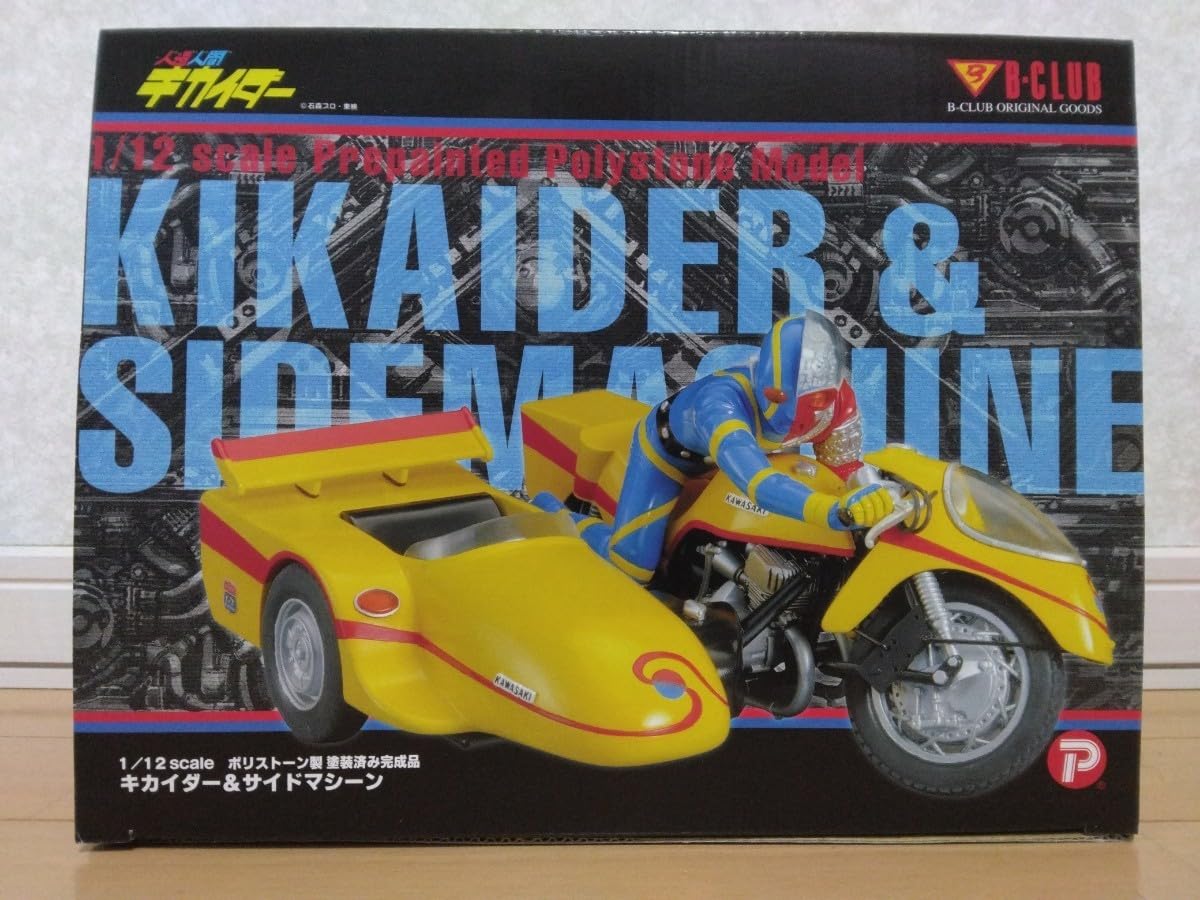 人造人間
キカイダー
©石森プロ・東映
B-CLUB
B-CLUB ORIGINAL GOODS
1/12 scale Prepainted Polystone Model
KIKAIDER &
SIDEMACHINE
KAWASAKI
KAWASAKI
1/12 scale ポリストーン製 塗装済み完成品
キカイダー&サイドマシーン
P
®